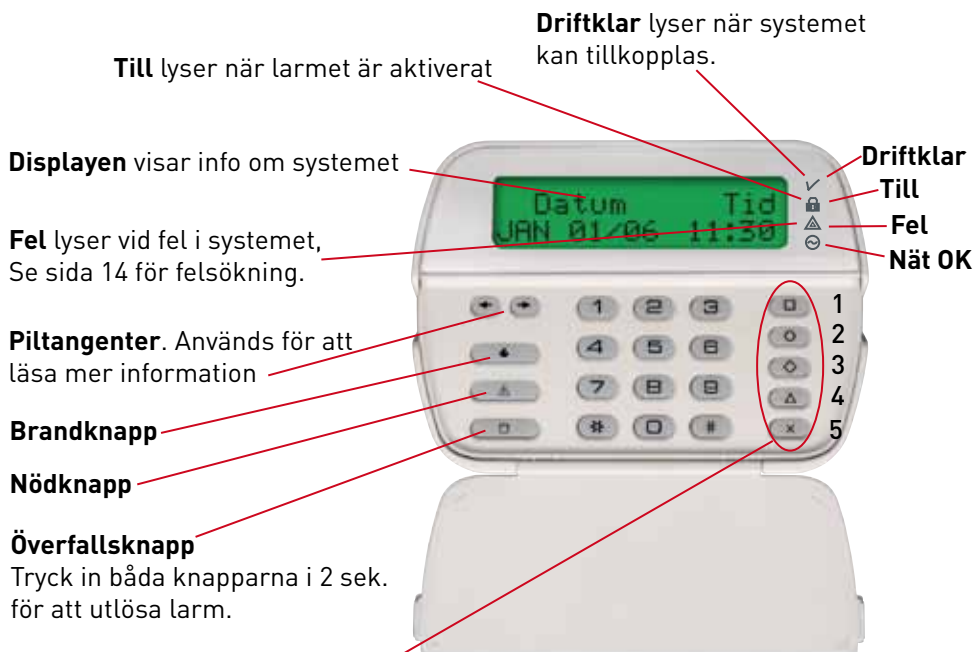 Driftklar lyser när systemet
kan tillkopplas.
Till lyser när larmet är aktiverat
Displayen visar info om systemet
Driftklar
Till
Fel
Nät OK
Datum Tid
JAN 01/06 11:30
Fel lyser vid fel i systemet,
Se sida 14 för felsökning.
Piltangenter. Används för att
läsa mer information
1 2 3
4 5 6
7 8 9
* 0 #
1
2
3
4
5
Brandknapp
Nödknapp
Överfallsknapp
Tryck in båda knapparna i 2 sek.
för att utlösa larm.